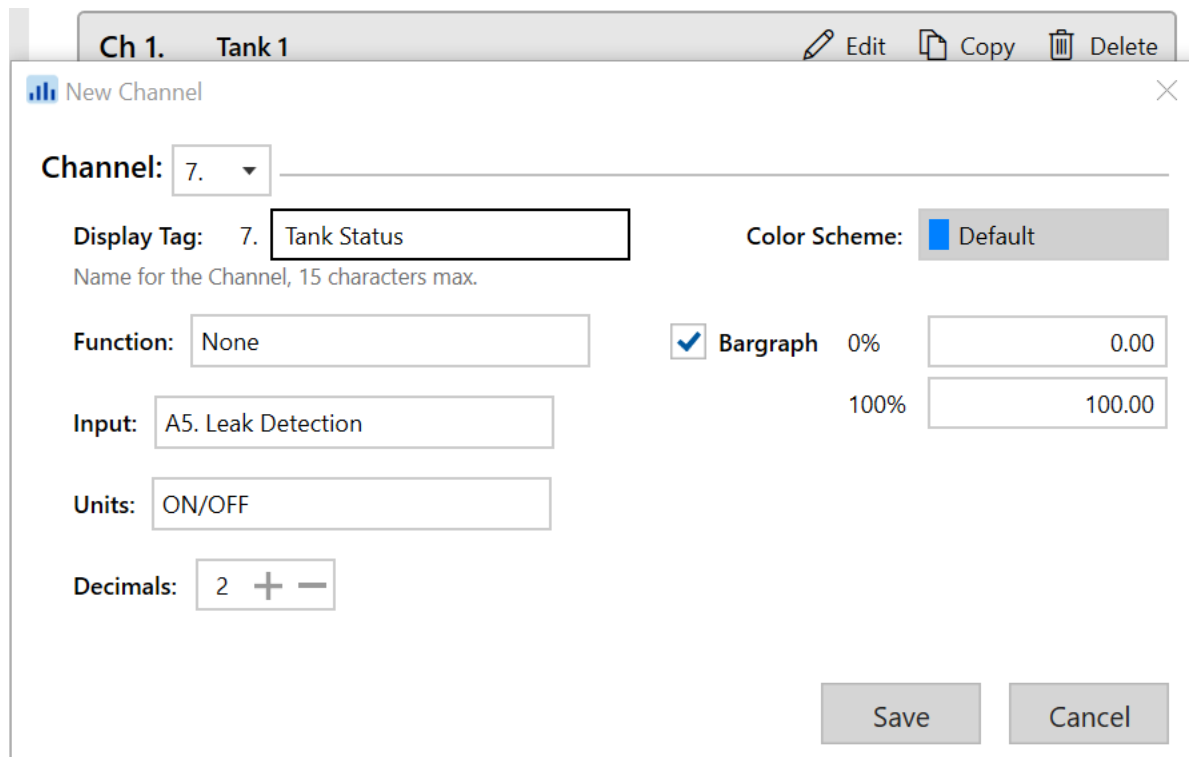 Ch 1. Tank 1 Edit Copy Delete
New Channel
Channel: 7.
Display Tag: 7. Tank Status Color Scheme: Default
Name for the Channel, 15 characters max.
Function: None Bargraph 0% 0.00
100% 100.00
Input: A5. Leak Detection
Units: ON/OFF
Decimals: 2
Save Cancel